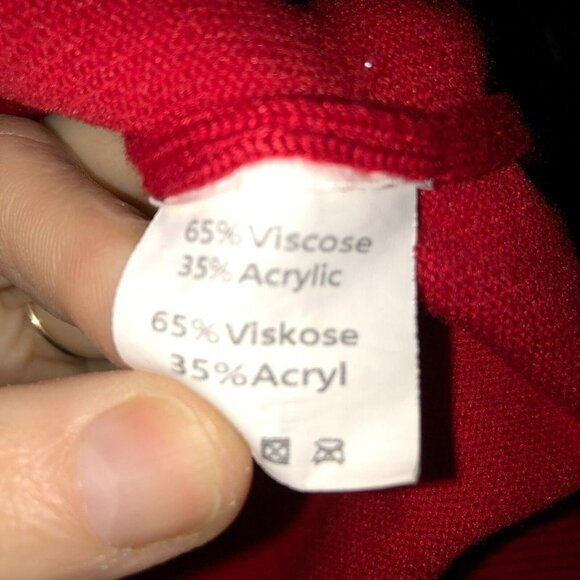 65% Viscose
35% Acrylic
65% Viskose
35% Acryl